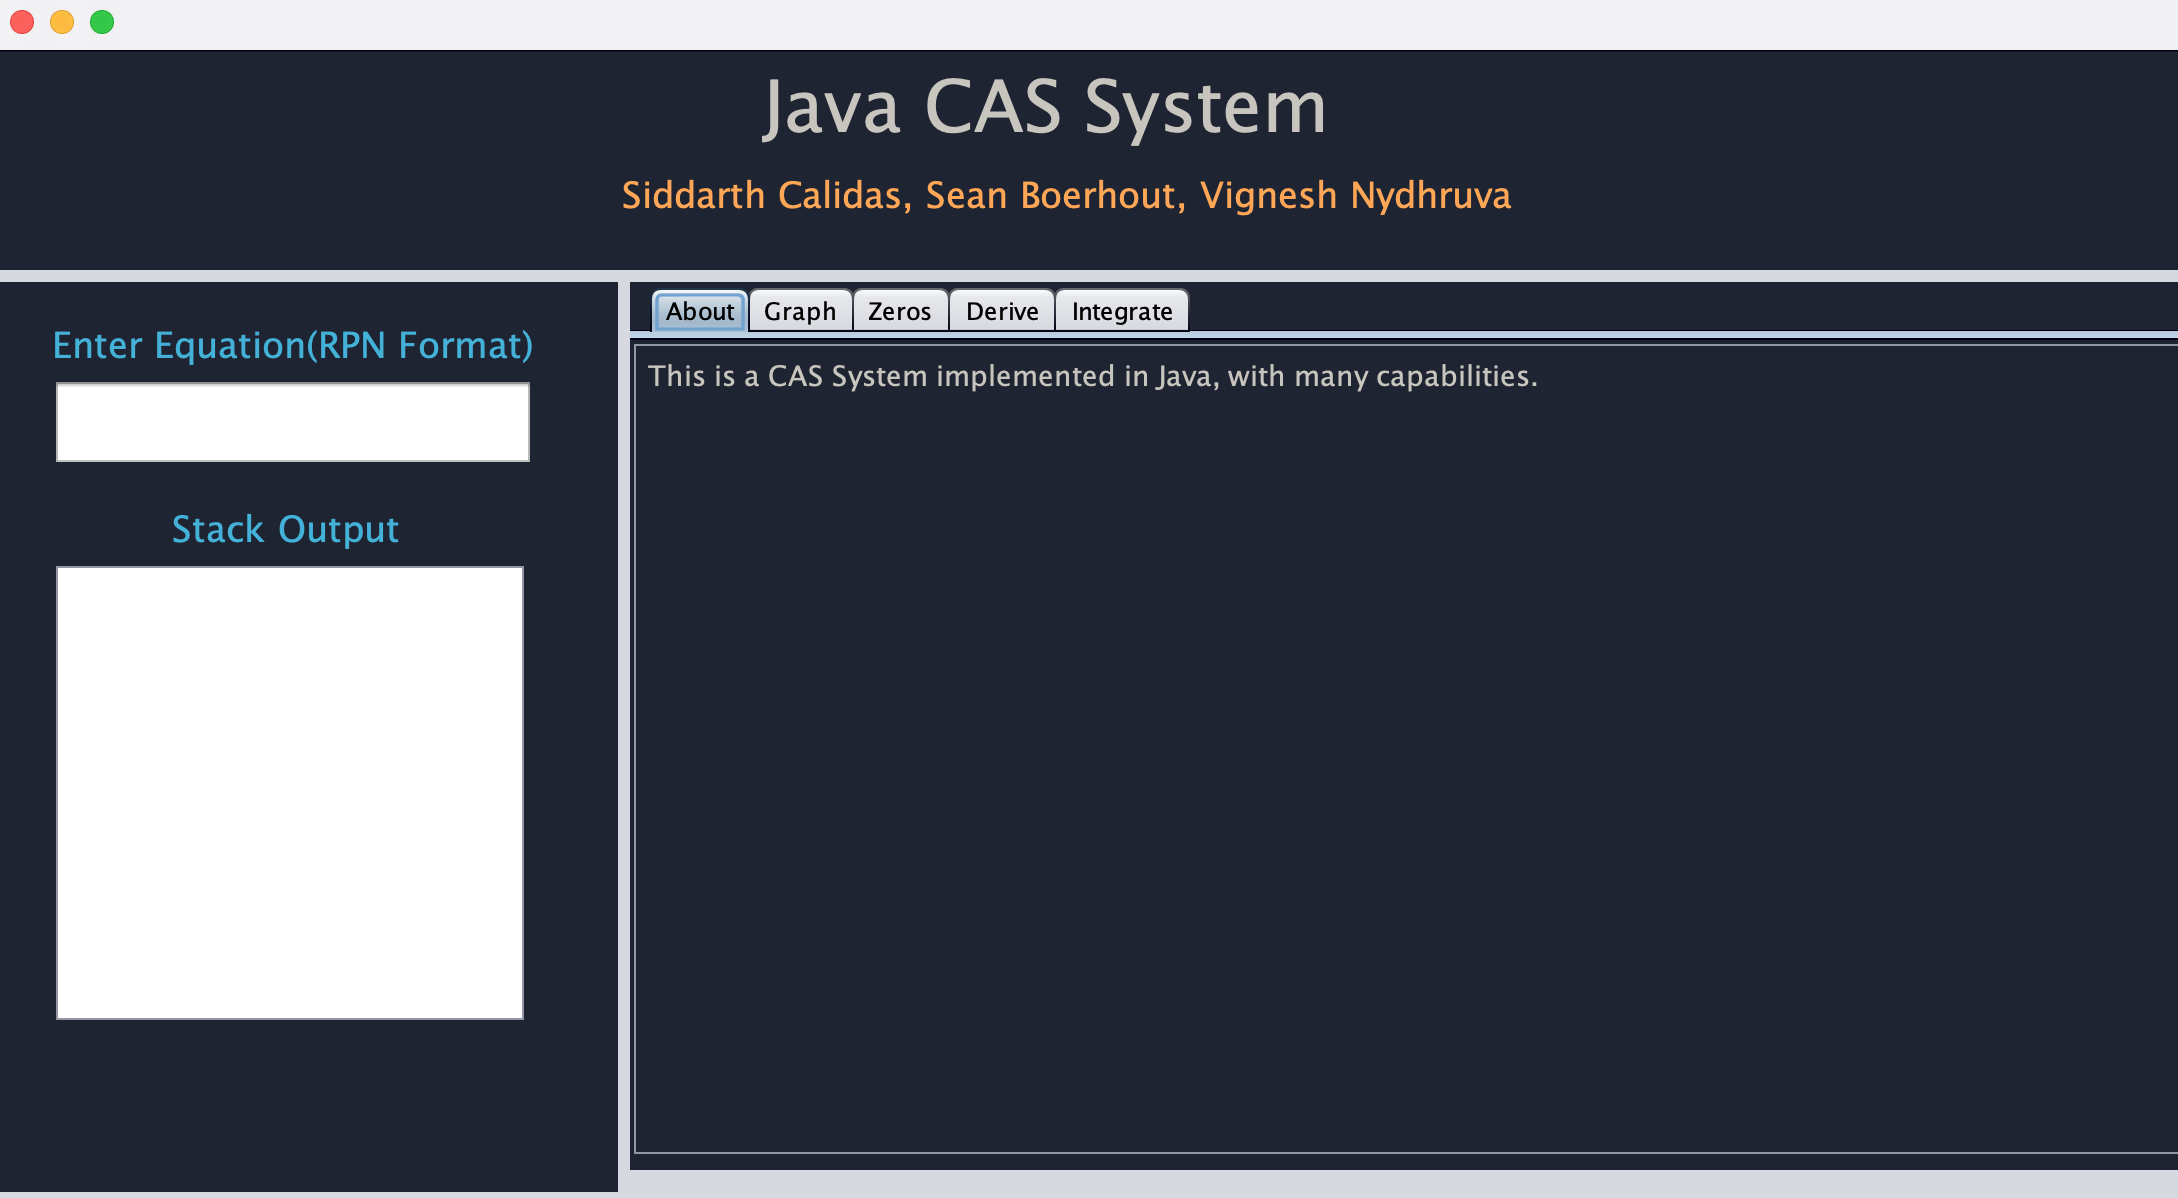 Java CAS System
Siddarth Calidas, Sean Boerhout, Vignesh Nydhruva
Enter Equation(RPN Format)
Stack Output
About Graph Zeros Derive Integrate
This is a CAS System implemented in Java, with many capabilities.